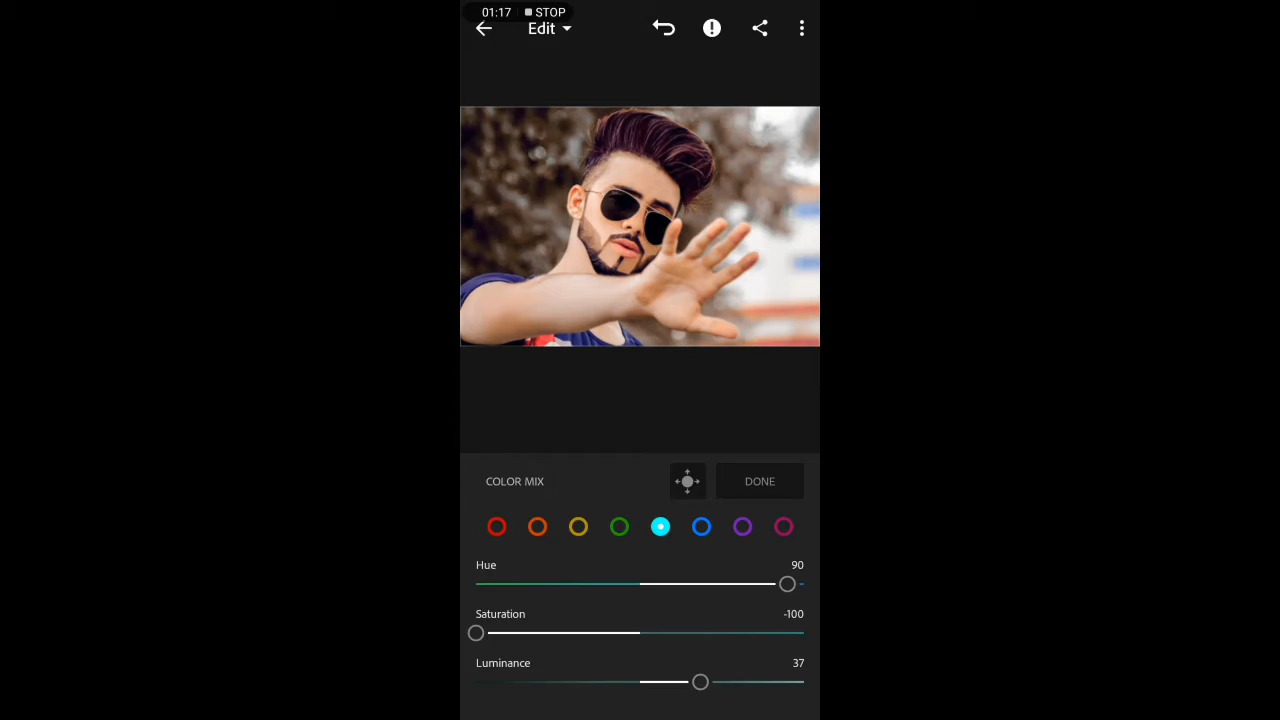 01:17 STOP
Edit
COLOR MIX
DONE
Hue 90
Saturation -100
Luminance 37